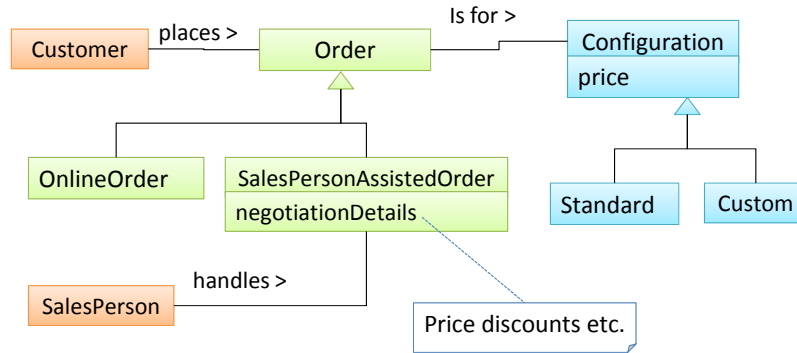 Customer
places >
Order
Is for >
Configuration
price
OnlineOrder
SalesPersonAssistedOrder
negotiationDetails
Standard
Custom
SalesPerson
handles >
Price discounts etc.